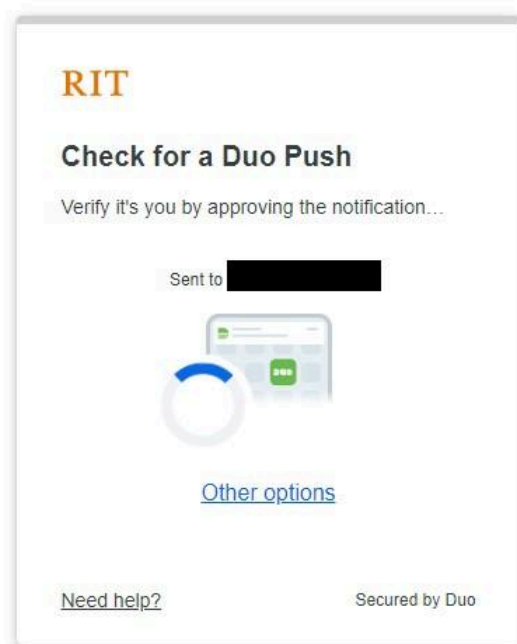 RIT
Check for a Duo Push
Verify it's you by approving the notification...
Sent to
Other options
Need help?
Secured by Duo